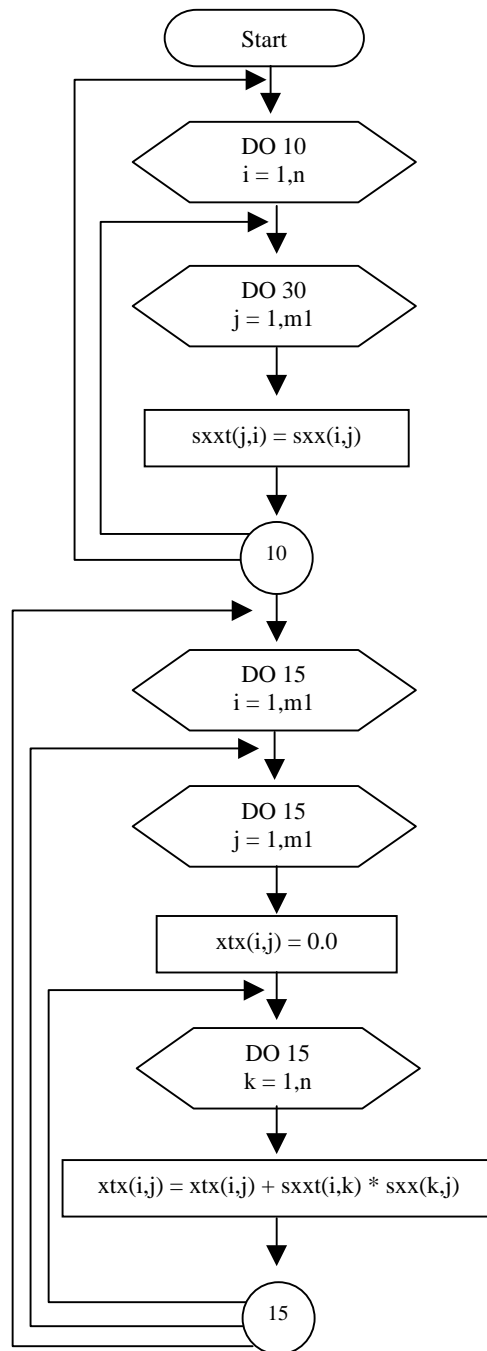 Start
DO 10
i = 1,n
DO 30
j = 1,m1
sxxt(j,i) = sxx(i,j)
10
DO 15
i = 1,m1
DO 15
j = 1,m1
xtx(i,j) = 0.0
DO 15
k = 1,n
xtx(i,j) = xtx(i,j) + sxxt(i,k) * sxx(k,j)
15